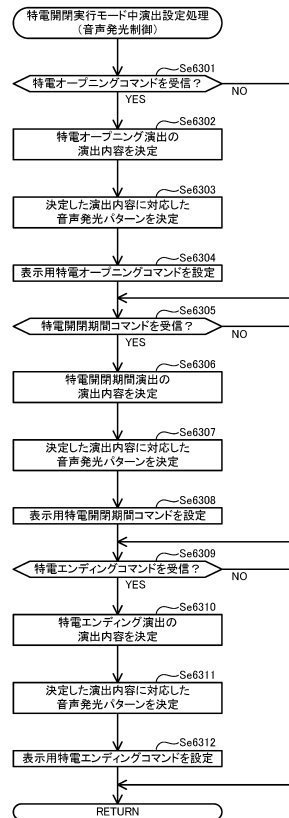 特電開閉実行モード中演出設定処理
（音声発光制御）
Se6301
特電オープニングコマンドを受信？
NO
YES
Se6302
特電オープニング演出の
演出内容を決定
Se6303
決定した演出内容に対応した
音声発光パターンを決定
Se6304
表示用特電オープニングコマンドを設定
Se6305
特電開閉期間コマンドを受信？
NO
YES
Se6306
特電開閉期間演出の
演出内容を決定
Se6307
決定した演出内容に対応した
音声発光パターンを決定
Se6308
表示用特電開閉期間コマンドを設定
Se6309
特電エンディングコマンドを受信？
NO
YES
Se6310
特電エンディング演出の
演出内容を決定
Se6311
決定した演出内容に対応した
音声発光パターンを決定
Se6312
表示用特電エンディングコマンドを設定
RETURN